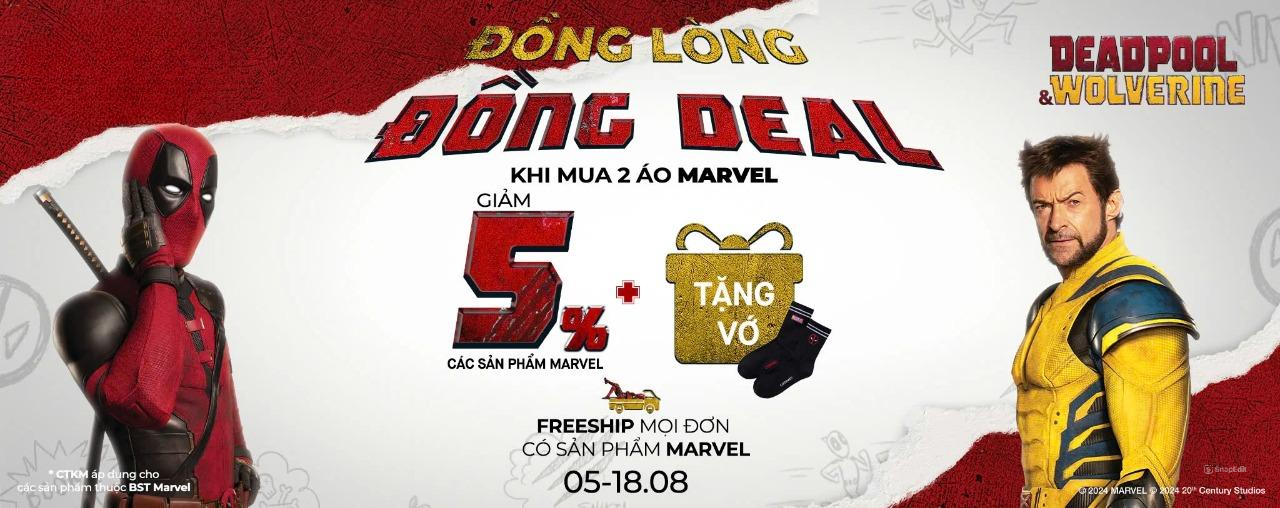 ĐỒNG LÒNG
ĐỒNG DEAL
DEADPOOL
&WOLVERINE
KHI MUA 2 ÁO MARVEL
GIẢM
5%
+
TẶNG
VỚ
CÁC SẢN PHẨM MARVEL
FREESHIP MỌI ĐƠN
CÓ SẢN PHẨM MARVEL
05-18.08
* CTKM áp dụng cho
các sản phẩm thuộc BST Marvel
SnapEdit
© 2024 MARVEL © 2024 20th Century Studios